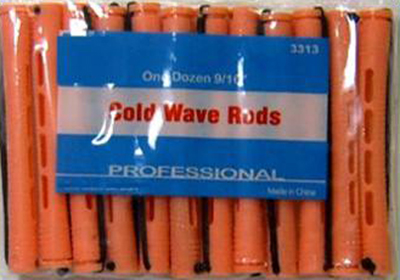 3313
One Dozen 9/16"
Cold Wave Rods
PROFESSIONAL
Made in China